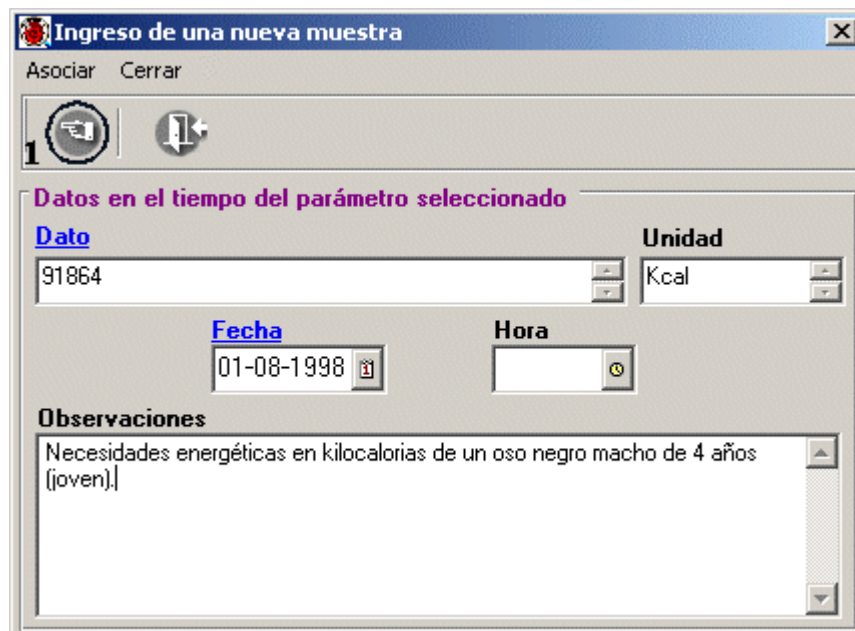 Ingreso de una nueva muestra
Asociar Cerrar
1
Datos en el tiempo del parámetro seleccionado
Dato Unidad
91864 Kcal
Fecha Hora
01-08-1998
Observaciones
Necesidades energéticas en kilocalorias de un oso negro macho de 4 años
(joven).